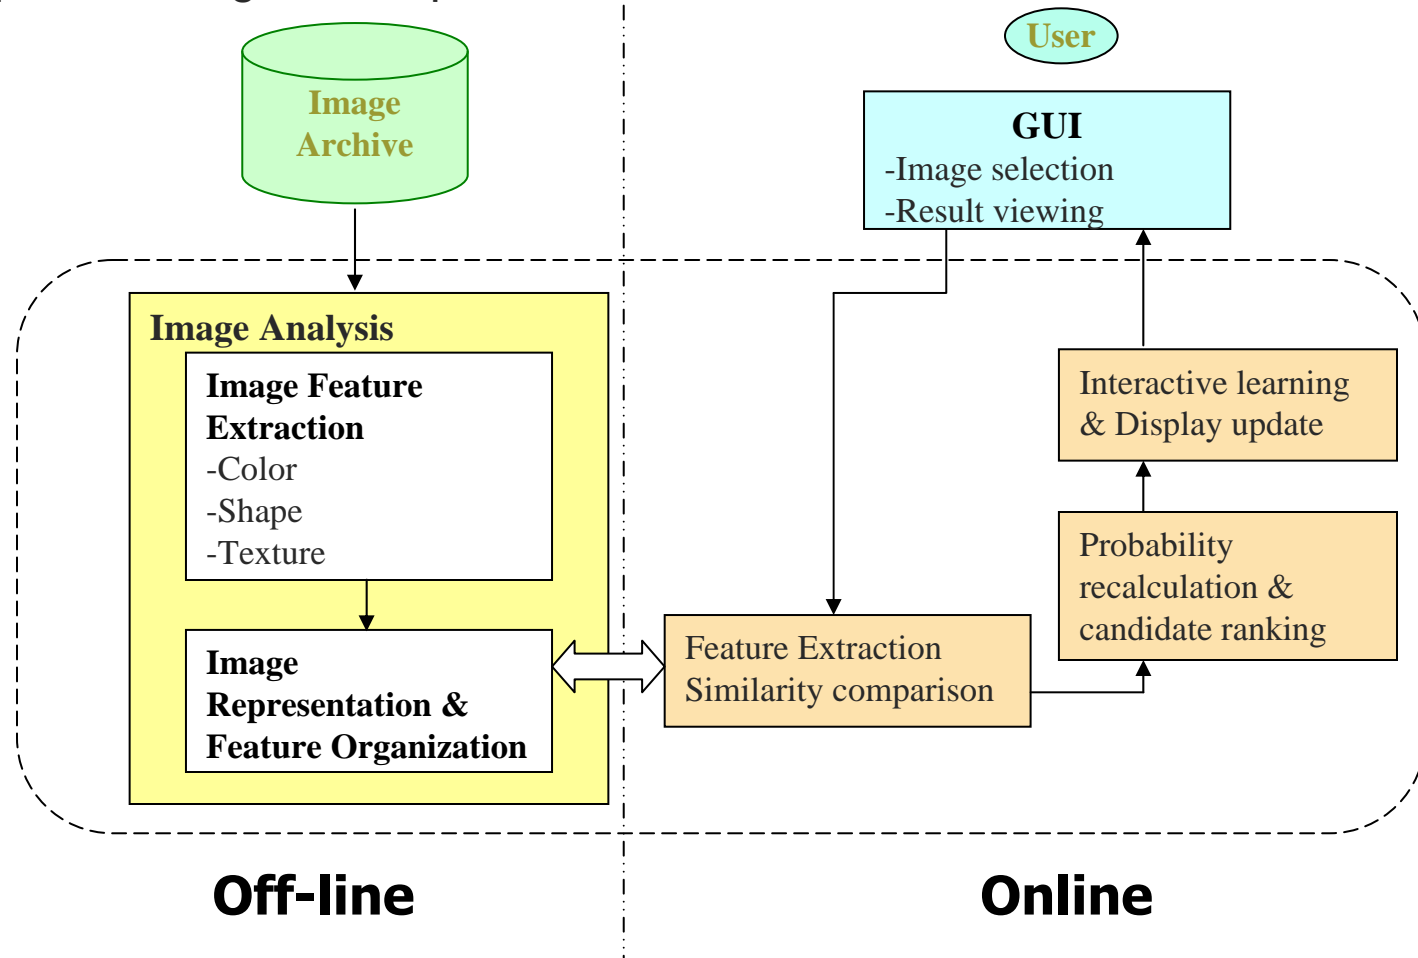 Image
Archive
Image Analysis
Image Feature
Extraction
-Color
-Shape
-Texture
Image
Representation &
Feature Organization
User
GUI
-Image selection
-Result viewing
Interactive learning
& Display update
Probability
recalculation &
candidate ranking
Feature Extraction
Similarity comparison
Off-line
Online